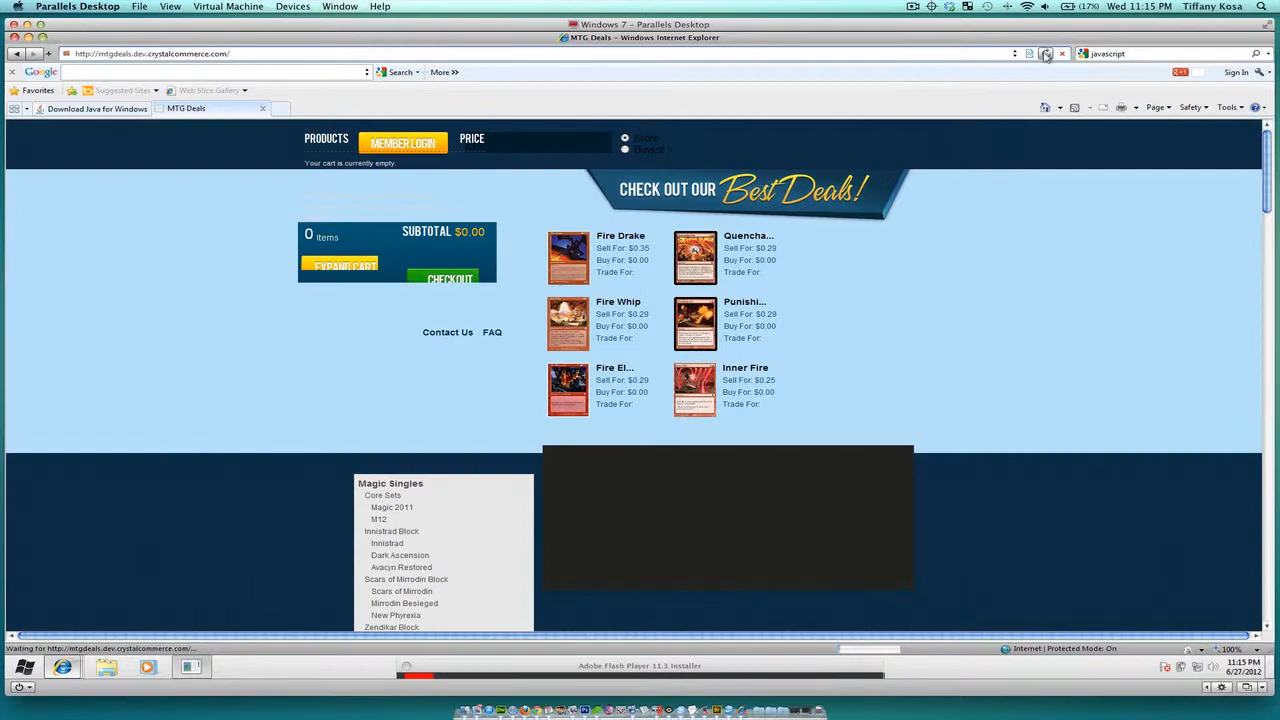 Parallels Desktop File View Virtual Machine Devices Window Help (17%) Wed 11:15 PM Tiffany Kosa
Windows 7 - Parallels Desktop
MTG Deals - Windows Internet Explorer
http://mtgdeals.dev.crystalcommerce.com/ javascript
Google Search More >> +1 Sign In
Favorites Suggested Sites Web Slice Gallery
Download Java for Windows MTG Deals Page Safety Tools
PRODUCTS MEMBER LOGIN PRICE Store
Buylist
Your cart is currently empty.
CHECK OUT OUR Best Deals!
0 Items SUBTOTAL $0.00
EXPAND CART
CHECKOUT
Contact Us FAQ
Fire Drake
Sell For: $0.35
Buy For: $0.00
Trade For:
Quencha...
Sell For: $0.29
Buy For: $0.00
Trade For:
Fire Whip
Sell For: $0.29
Buy For: $0.00
Trade For:
Punishi...
Sell For: $0.29
Buy For: $0.00
Trade For:
Fire El...
Sell For: $0.29
Buy For: $0.00
Trade For:
Inner Fire
Sell For: $0.25
Buy For: $0.00
Trade For:
Magic Singles
Core Sets
Magic 2011
M12
Innistrad Block
Innistrad
Dark Ascension
Avacyn Restored
Scars of Mirrodin Block
Scars of Mirrodin
Mirrodin Besieged
New Phyrexia
Zendikar Block
Waiting for http://mtgdeals.dev.crystalcommerce.com/... Internet | Protected Mode: On 100%
Adobe Flash Player 11.3 Installer
11:15 PM
6/27/2012